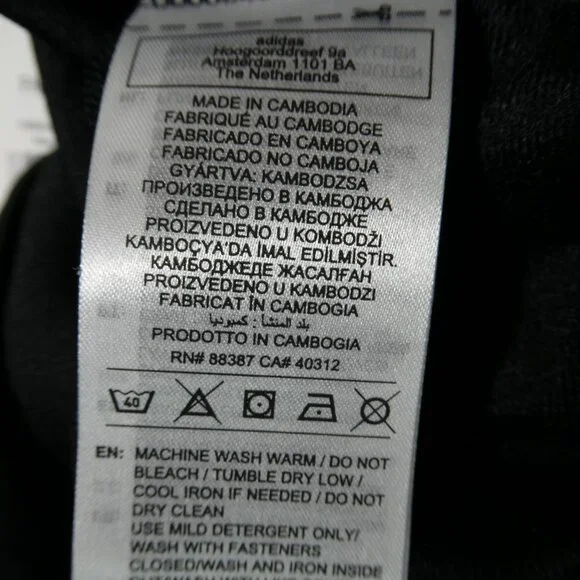 adidas
Hoogoorddreef 9a
Amsterdam 1101 BA
The Netherlands
MADE IN CAMBODIA
FABRIQUÉ AU CAMBODGE
FABRICADO EN CAMBOYA
FABRICADO NO CAMBOJA
GYÁRTVA: KAMBODZSA
ПРОИЗВЕДЕНО В КАМБОДЖА
СДЕЛАНО В КАМБОДЖЕ
PROIZVEDENO U KOMBODŽI
KAMBOÇYA'DA IMAL EDİLMİŞTİR.
КАМБОДЖЕДЕ ЖАСАЛҒАН
PROIZVEDENO U KAMBODZI
FABRICAT ÎN CAMBOGIA
بلد المنشأ : كمبوديا
PRODOTTO IN CAMBOGIA
RN# 88387 CA# 40312
40
EN: MACHINE WASH WARM / DO NOT
BLEACH / TUMBLE DRY LOW /
COOL IRON IF NEEDED / DO NOT
DRY CLEAN
USE MILD DETERGENT ONLY/
WASH WITH FASTENERS
CLOSED/WASH AND IRON INSIDE